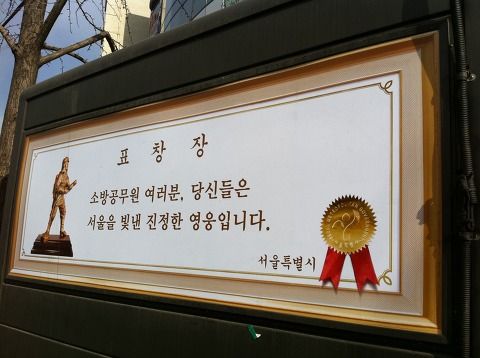 표창장
소방공무원 여러분, 당신들은
서울을 빛낸 진정한 영웅입니다.
서울특별시